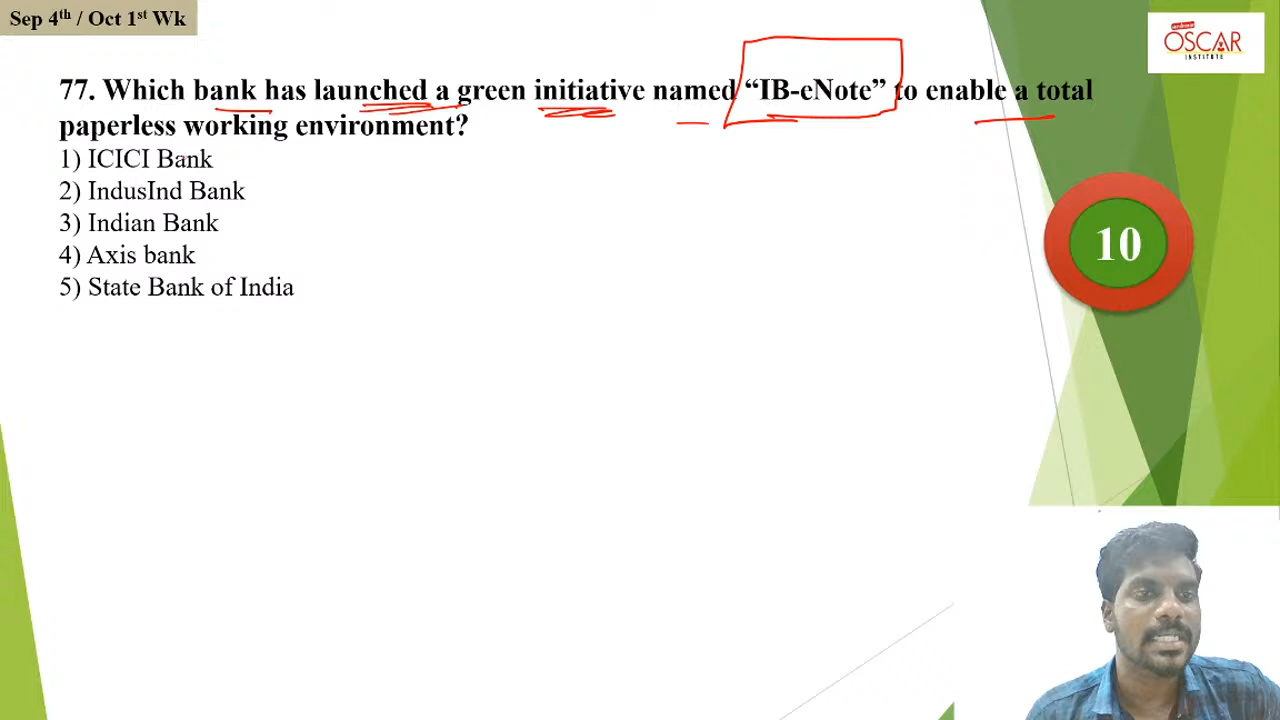 Sep 4th / Oct 1st Wk
OSCAR
INSTITUTE
77. Which bank has launched a green initiative named “IB-eNote” to enable a total
paperless working environment?
1) ICICI Bank
2) IndusInd Bank
3) Indian Bank
4) Axis bank
5) State Bank of India
10